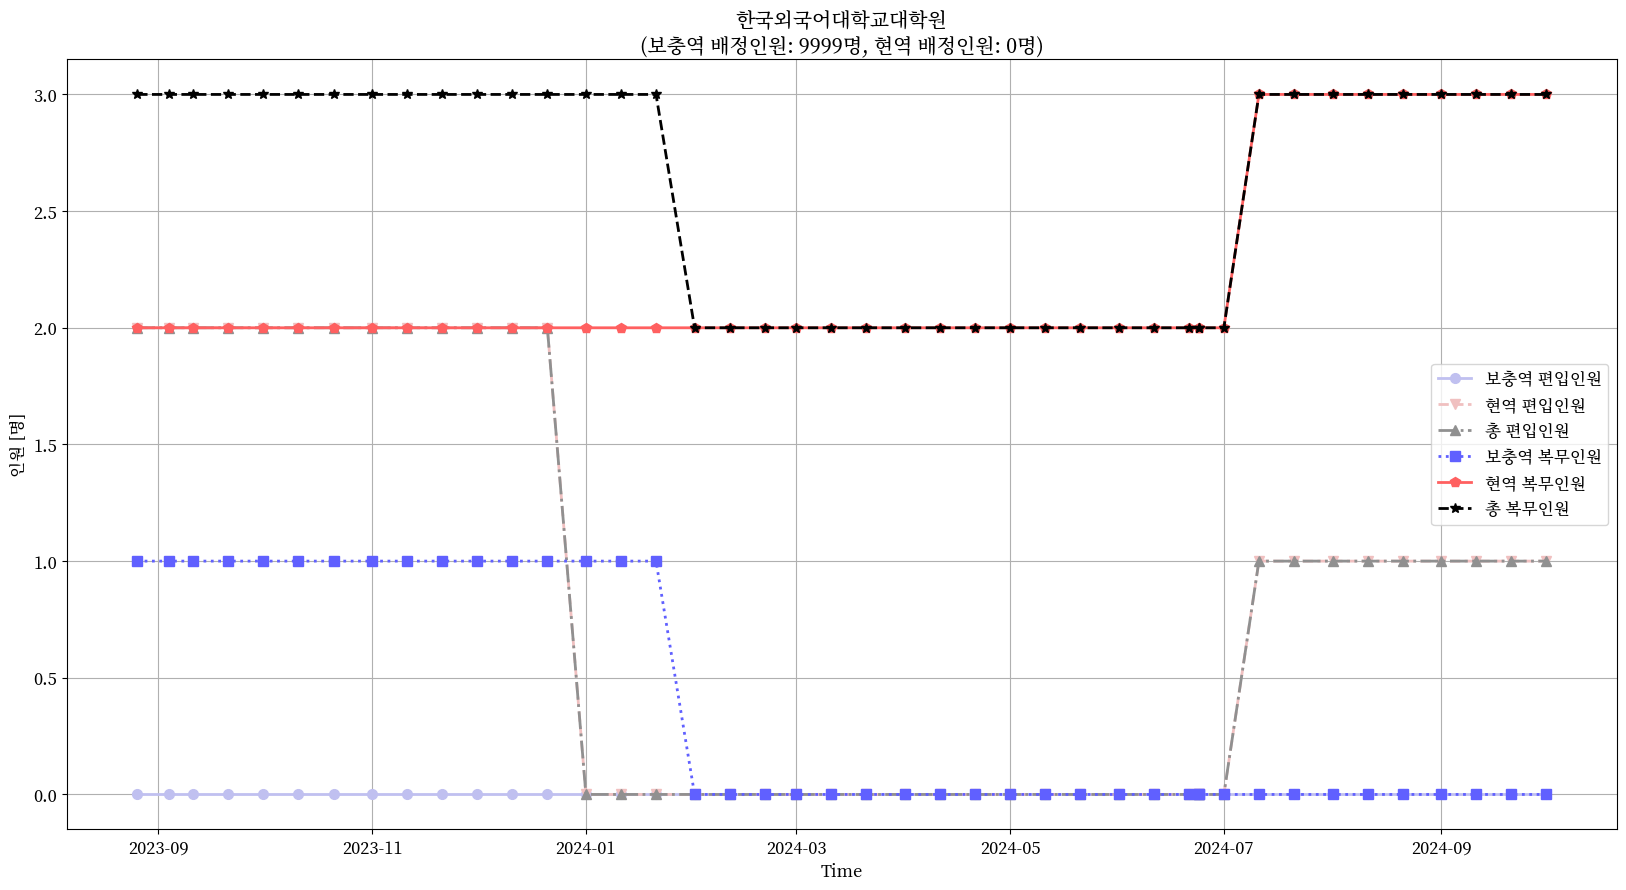 한국외국어대학교대학원
(보충역 배정인원: 9999명, 현역 배정인원: 0명)
3.0
2.5
2.0
1.5
1.0
0.5
0.0
인원 [명]
보충역 편입인원
현역 편입인원
총 편입인원
보충역 복무인원
현역 복무인원
총 복무인원
2023-09
2023-11
2024-01
2024-03
2024-05
2024-07
2024-09
Time